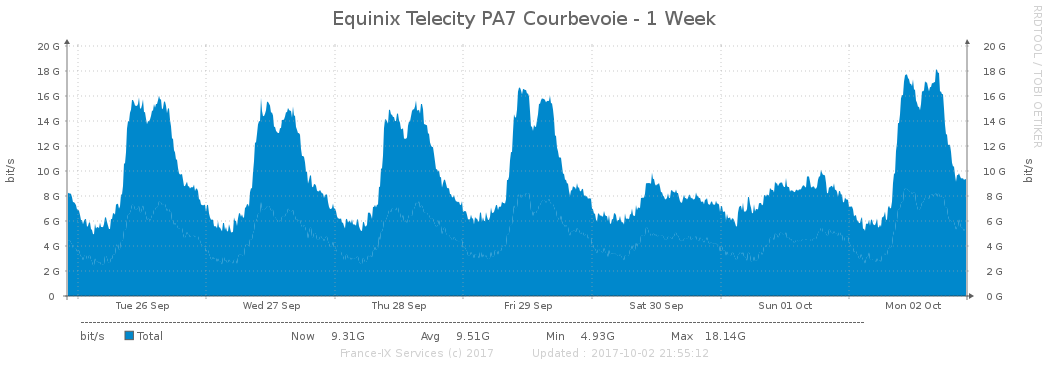 Equinix Telecity PA7 Courbevoie - 1 Week
RRDTOOL / TOBI OETIKER
20 G 20 G
18 G 18 G
16 G 16 G
14 G 14 G
12 G 12 G
10 G 10 G
8 G 8 G
6 G 6 G
4 G 4 G
2 G 2 G
0 0 G
bit/s bit/s
Tue 26 Sep Wed 27 Sep Thu 28 Sep Fri 29 Sep Sat 30 Sep Sun 01 Oct Mon 02 Oct
bit/s Total Now 9.31G Avg 9.51G Min 4.93G Max 18.14G
France-IX Services (c) 2017 Updated : 2017-10-02 21:55:12